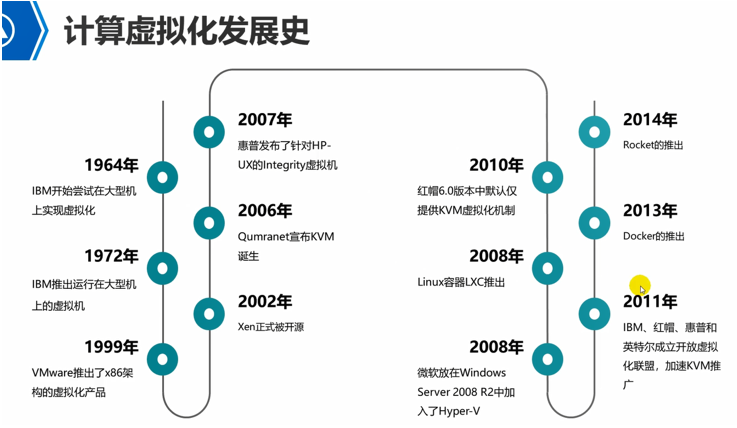 计算虚拟化发展史
1964年
IBM开始尝试在大型机
上实现虚拟化
1972年
IBM推出运行在大型机
上的虚拟机
1999年
VMware推出了x86架
构的虚拟化产品
2002年
Xen正式被开源
2006年
Qumranet宣布KVM
诞生
2007年
惠普发布了针对HP-
UX的Integrity虚拟机
2010年
红帽6.0版本中默认仅
提供KVM虚拟化机制
2008年
Linux容器LXC推出
2008年
微软放在Windows
Server 2008 R2中加
入了Hyper-V
2011年
IBM、红帽、惠普和
英特尔成立开放虚拟
化联盟，加速KVM推
广
2013年
Docker的推出
2014年
Rocket的推出